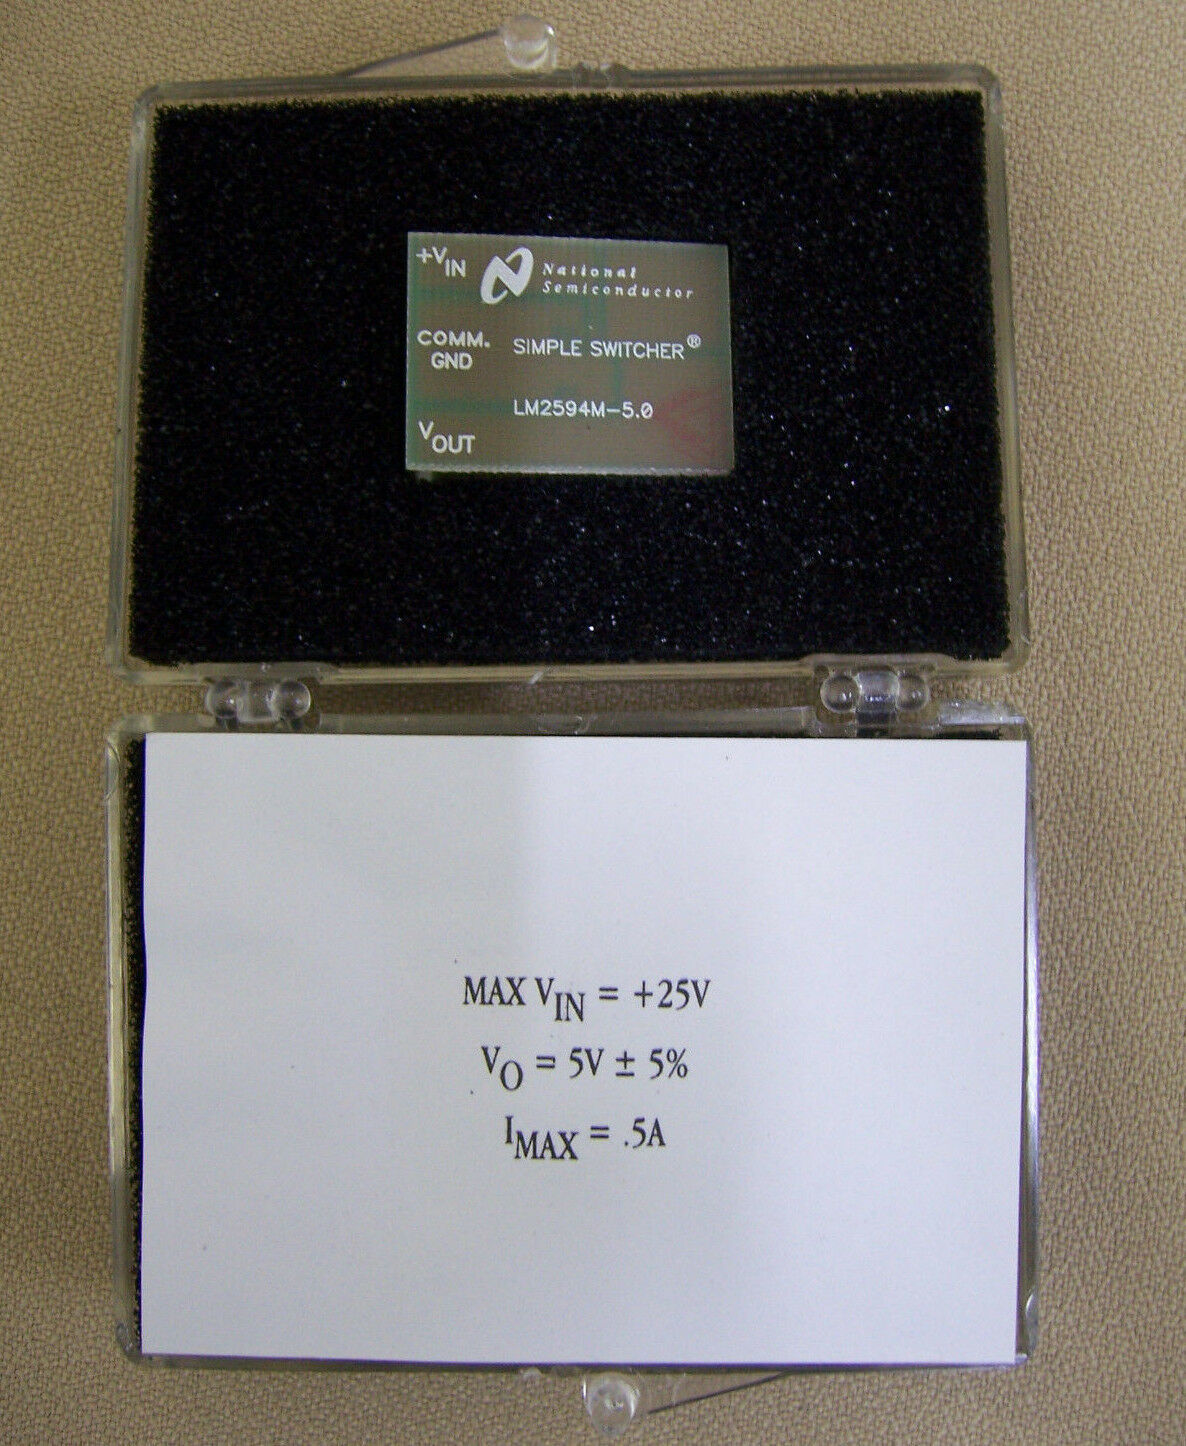 +VIN
National
Semiconductor
COMM.
GND
SIMPLE SWITCHER®
LM2594M-5.0
VOUT
MAX VIN = +25V
VO = 5V ± 5%
IMAX = .5A